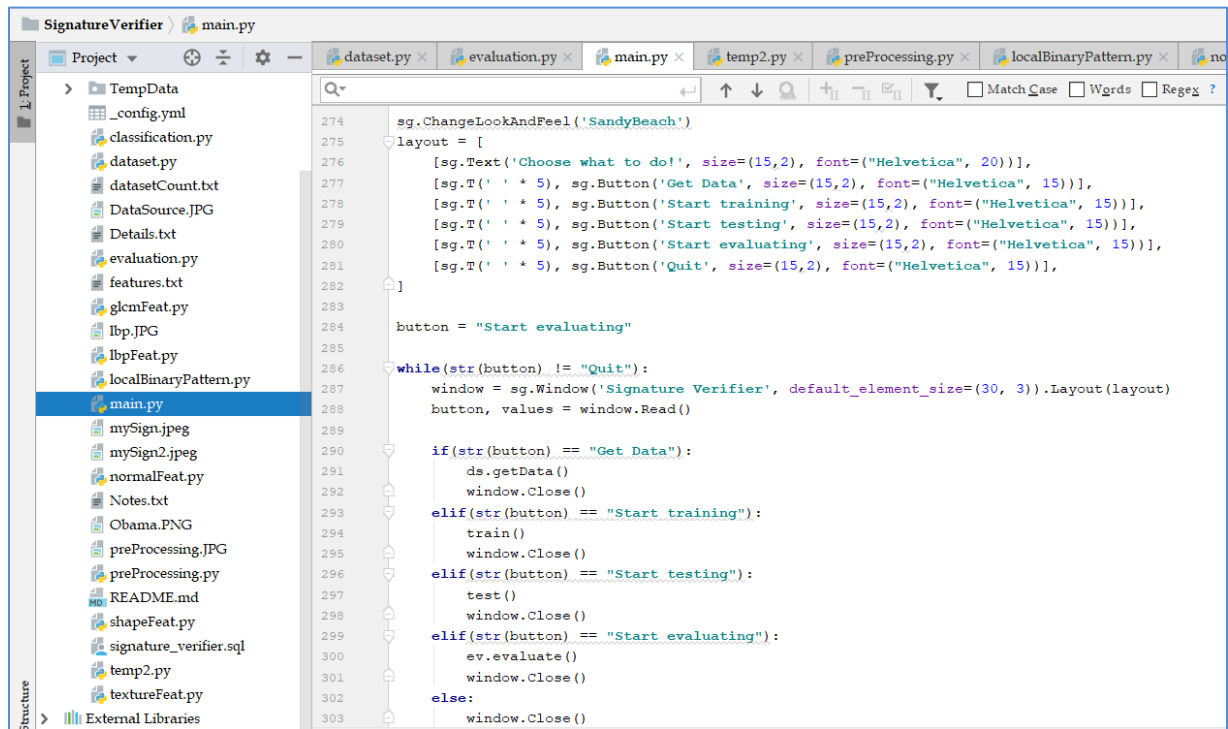 SignatureVerifier main.py
Project
dataset.py evaluation.py main.py temp2.py preProcessing.py localBinaryPattern.py no
1: Project
TempData
_config.yml
classification.py
dataset.py
datasetCount.txt
DataSource.JPG
Details.txt
evaluation.py
features.txt
glcmFeat.py
lbp.JPG
lbpFeat.py
localBinaryPattern.py
main.py
mySign.jpeg
mySign2.jpeg
normalFeat.py
Notes.txt
Obama.PNG
preProcessing.JPG
preProcessing.py
README.md
shapeFeat.py
signature_verifier.sql
temp2.py
textureFeat.py
External Libraries
Structure
Match Case Words Regex ?
274 sg.ChangeLookAndFeel('SandyBeach')
275 layout = [
276 [sg.Text('Choose what to do!', size=(15,2), font=("Helvetica", 20))],
277 [sg.T(' ' * 5), sg.Button('Get Data', size=(15,2), font=("Helvetica", 15))],
278 [sg.T(' ' * 5), sg.Button('Start training', size=(15,2), font=("Helvetica", 15))],
279 [sg.T(' ' * 5), sg.Button('Start testing', size=(15,2), font=("Helvetica", 15))],
280 [sg.T(' ' * 5), sg.Button('Start evaluating', size=(15,2), font=("Helvetica", 15))],
281 [sg.T(' ' * 5), sg.Button('Quit', size=(15,2), font=("Helvetica", 15))],
282 ]
283
284 button = "Start evaluating"
285
286 while(str(button) != "Quit"):
287 window = sg.Window('Signature Verifier', default_element_size=(30, 3)).Layout(layout)
288 button, values = window.Read()
289
290 if(str(button) == "Get Data"):
291 ds.getData()
292 window.Close()
293 elif(str(button) == "Start training"):
294 train()
295 window.Close()
296 elif(str(button) == "Start testing"):
297 test()
298 window.Close()
299 elif(str(button) == "Start evaluating"):
300 ev.evaluate()
301 window.Close()
302 else:
303 window.Close()